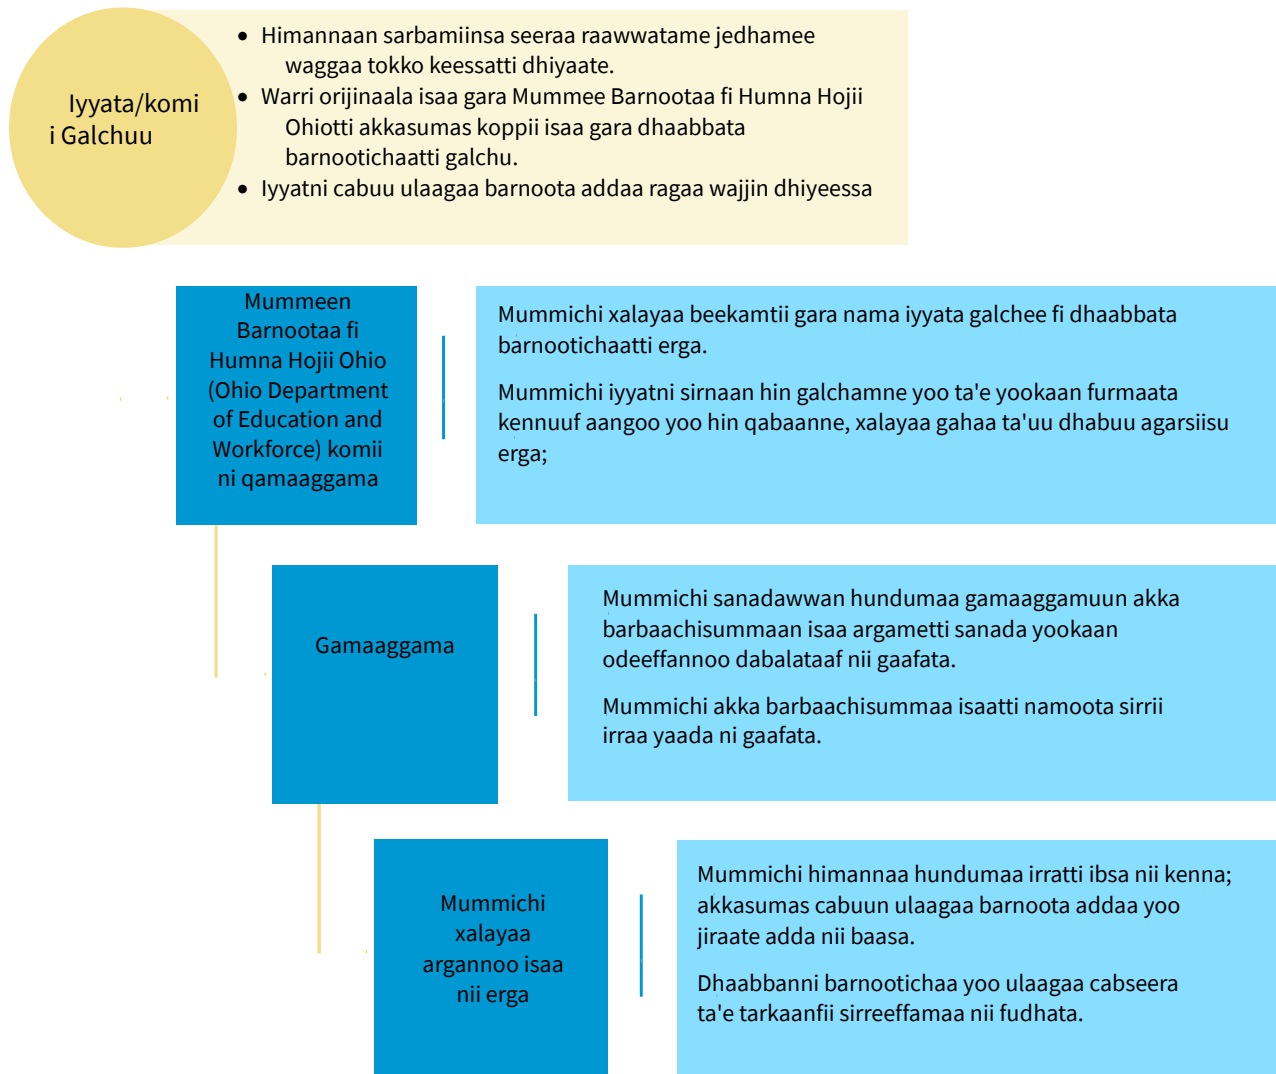 Iyyata/komi
i Galchuu
• Himannaan sarbamiinsa seeraa raawwatame jedhamee
waggaa tokko keessatti dhiyaate.
• Warri orijinaala isaa gara Mummee Barnootaa fi Humna Hojii
Ohiotti akkasumas koppii isaa gara dhaabbata
barnootichaatti galchu.
• Iyyatni cabuu ulaagaa barnoota addaa ragaa wajjin dhiyeessa
Mummeen
Barnootaa fi
Humna Hojii Ohio
(Ohio Department
of Education and
Workforce) komii
ni qamaaggama
Mummichi xalayaa beekamtii gara nama iyyata galchee fi dhaabbata
barnootichaatti erga.
Mummichi iyyatni sirnaan hin galchamne yoo ta'e yookaan furmaata
kennuuf aangoo yoo hin qabaanne, xalayaa gahaa ta'uu dhabuu agarsiisu
erga;
Gamaaggama
Mummichi sanadawwan hundumaa gamaaggamuun akka
barbaachisummaan isaa argametti sanada yookaan
odeeffannoo dabalataaf nii gaafata.
Mummichi akka barbaachisummaa isaatti namoota sirrii
irraa yaada ni gaafata.
Mummichi
xalayaa
argannoo isaa
nii erga
Mummichi himannaa hundumaa irratti ibsa nii kenna;
akkasumas cabuun ulaagaa barnoota addaa yoo
jiraate adda nii baasa.
Dhaabbanni barnootichaa yoo ulaagaa cabseera
ta'e tarkaanfii sirreeffamaa nii fudhata.